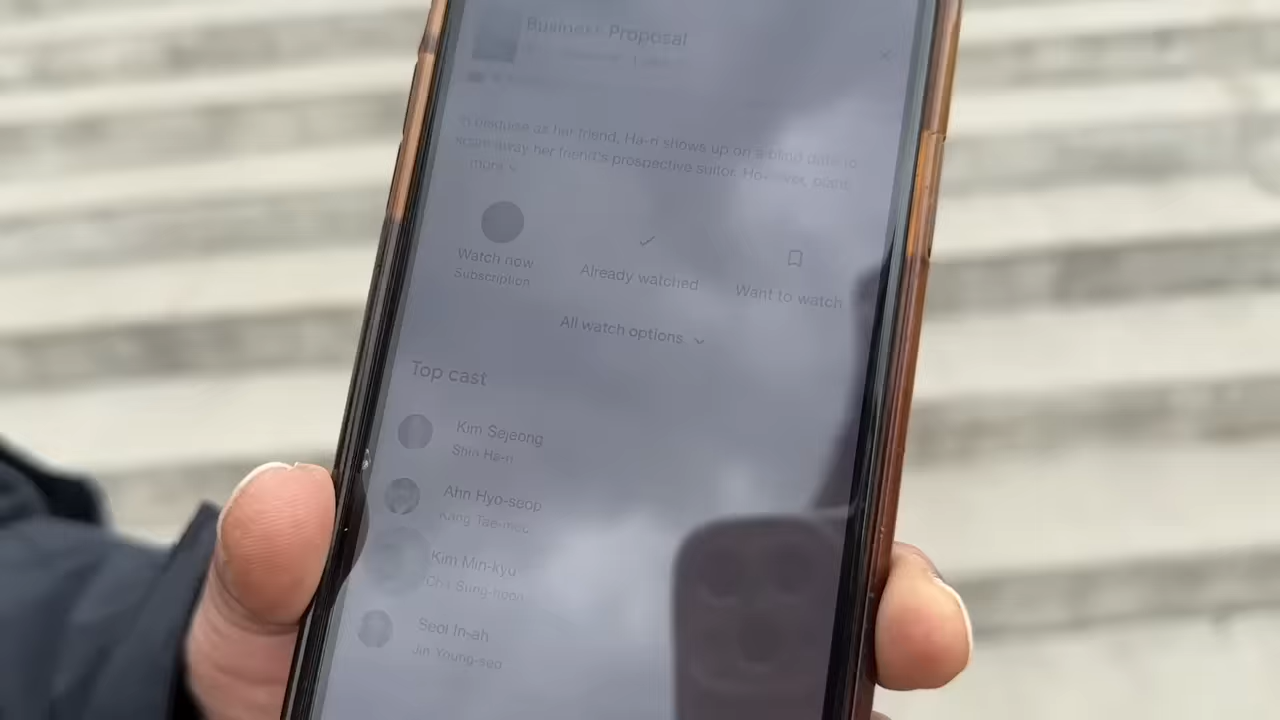 Business Proposal
In disguise as her friend, Ha-ri shows up on a blind date to
scare away her friend's prospective suitor. However, plans
more
Watch now
Subscription
Already watched
Want to watch
All watch options
Top cast
Kim Sejeong
Shin Ha-ri
Ahn Hyo-seop
Kang Tae-moo
Kim Min-kyu
Cha Sung-hoon
Seol In-ah
Jin Young-seo